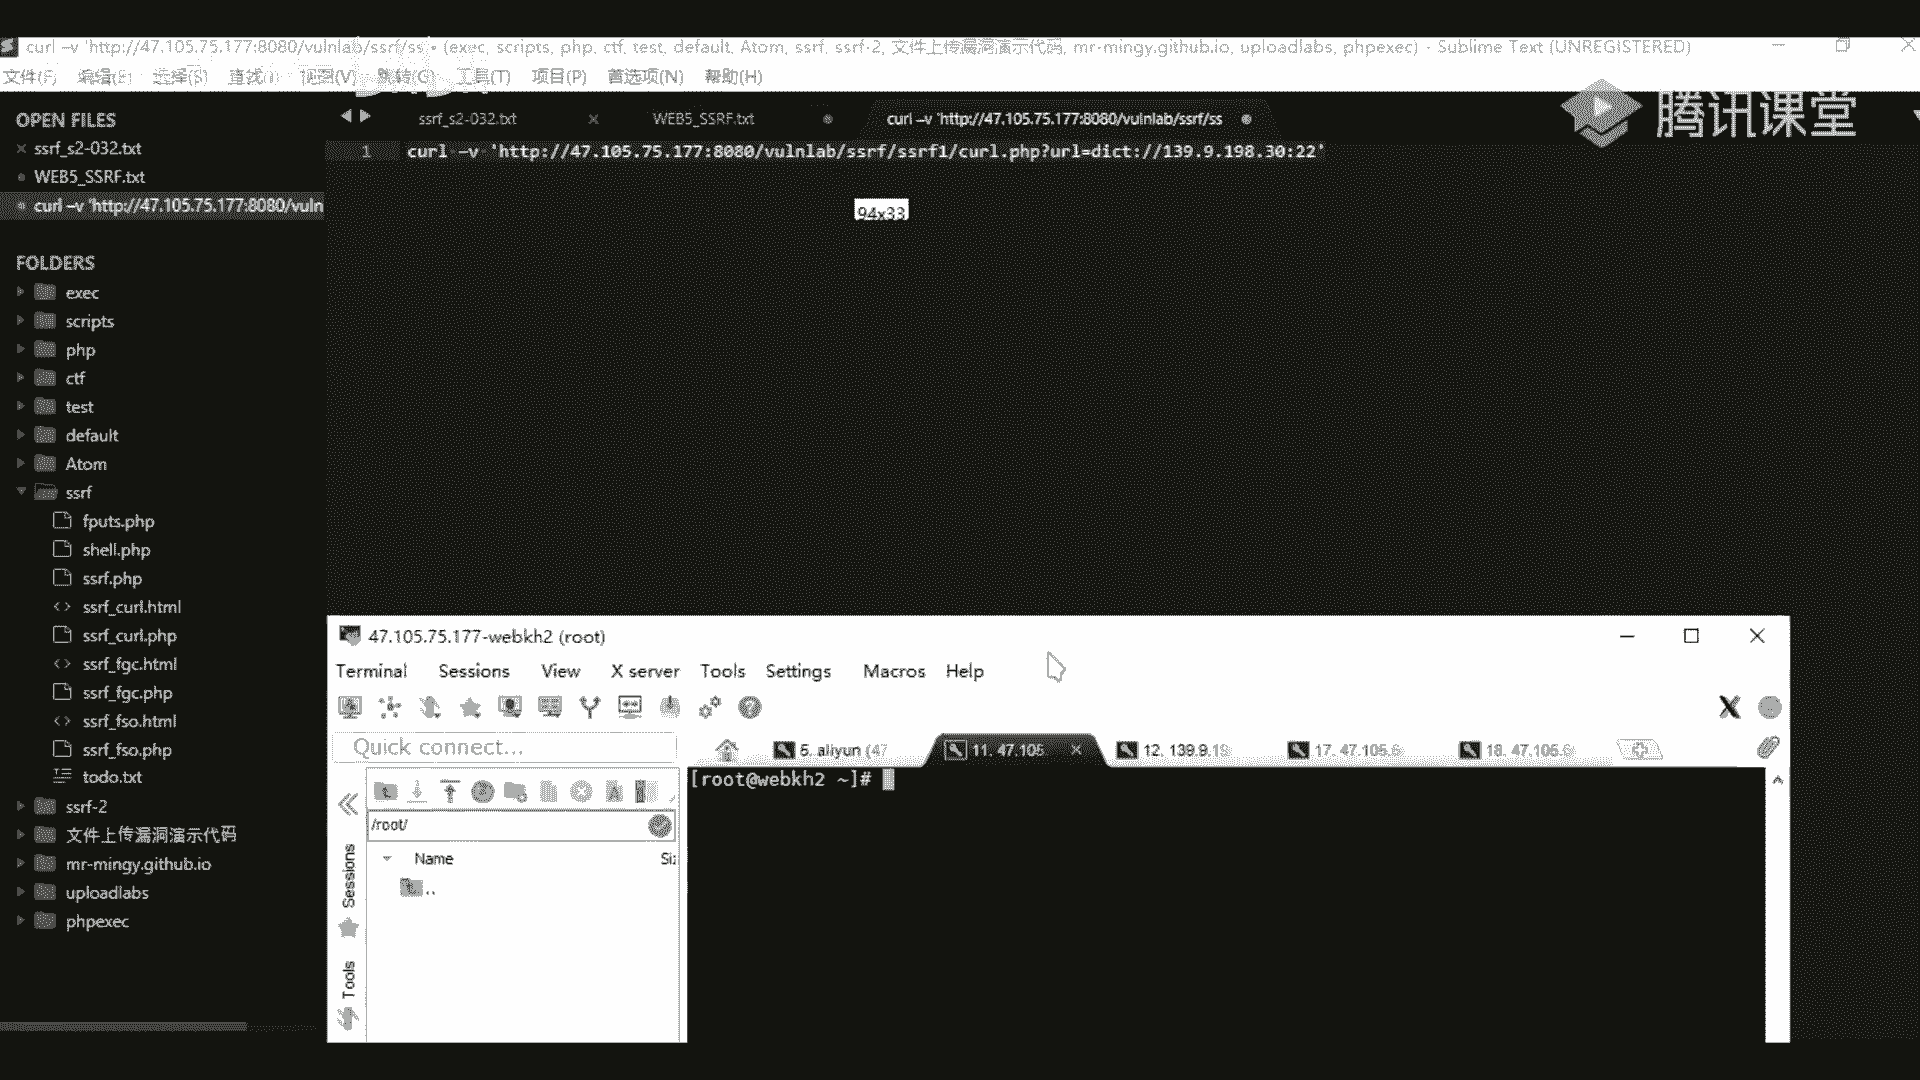 curl -v 'http://47.105.75.177:8080/vulnlab/ssrf/ss • (exec, scripts, php, ctf, test, default, Atom, ssrf, ssrf-2, 文件上传漏洞演示代码, mr-mingy.github.io, uploadlabs, phpexec) - Sublime Text (UNREGISTERED)
文件(F) 编辑(E) 选择(S) 查找(I) 视图(V) 跳转(G) 工具(T) 项目(P) 首选项(N) 帮助(H)
腾讯课堂
OPEN FILES
ssrf_s2-032.txt
WEB5_SSRF.txt
curl -v 'http://47.105.75.177:8080/vuln
FOLDERS
exec
scripts
php
ctf
test
default
Atom
ssrf
fputs.php
shell.php
ssrf.php
ssrf_curl.html
ssrf_curl.php
ssrf_fgc.html
ssrf_fgc.php
ssrf_fso.html
ssrf_fso.php
todo.txt
ssrf-2
文件上传漏洞演示代码
mr-mingy.github.io
uploadlabs
phpexec
ssrf_s2-032.txt WEB5_SSRF.txt curl -v 'http://47.105.75.177:8080/vulnlab/ssrf/ss
1 curl -v 'http://47.105.75.177:8080/vulnlab/ssrf/ssrf1/curl.php?url=dict://139.9.198.30:22'
94x33
47.105.75.177-webkh2 (root)
Terminal Sessions View X server Tools Settings Macros Help
Quick connect...
5. aliyun (47 11. 47.105 12. 139.9.19 17. 47.105.6 18. 47.105.6
/root/
Name Siz
..
Sessions
Tools
[root@webkh2 ~]#